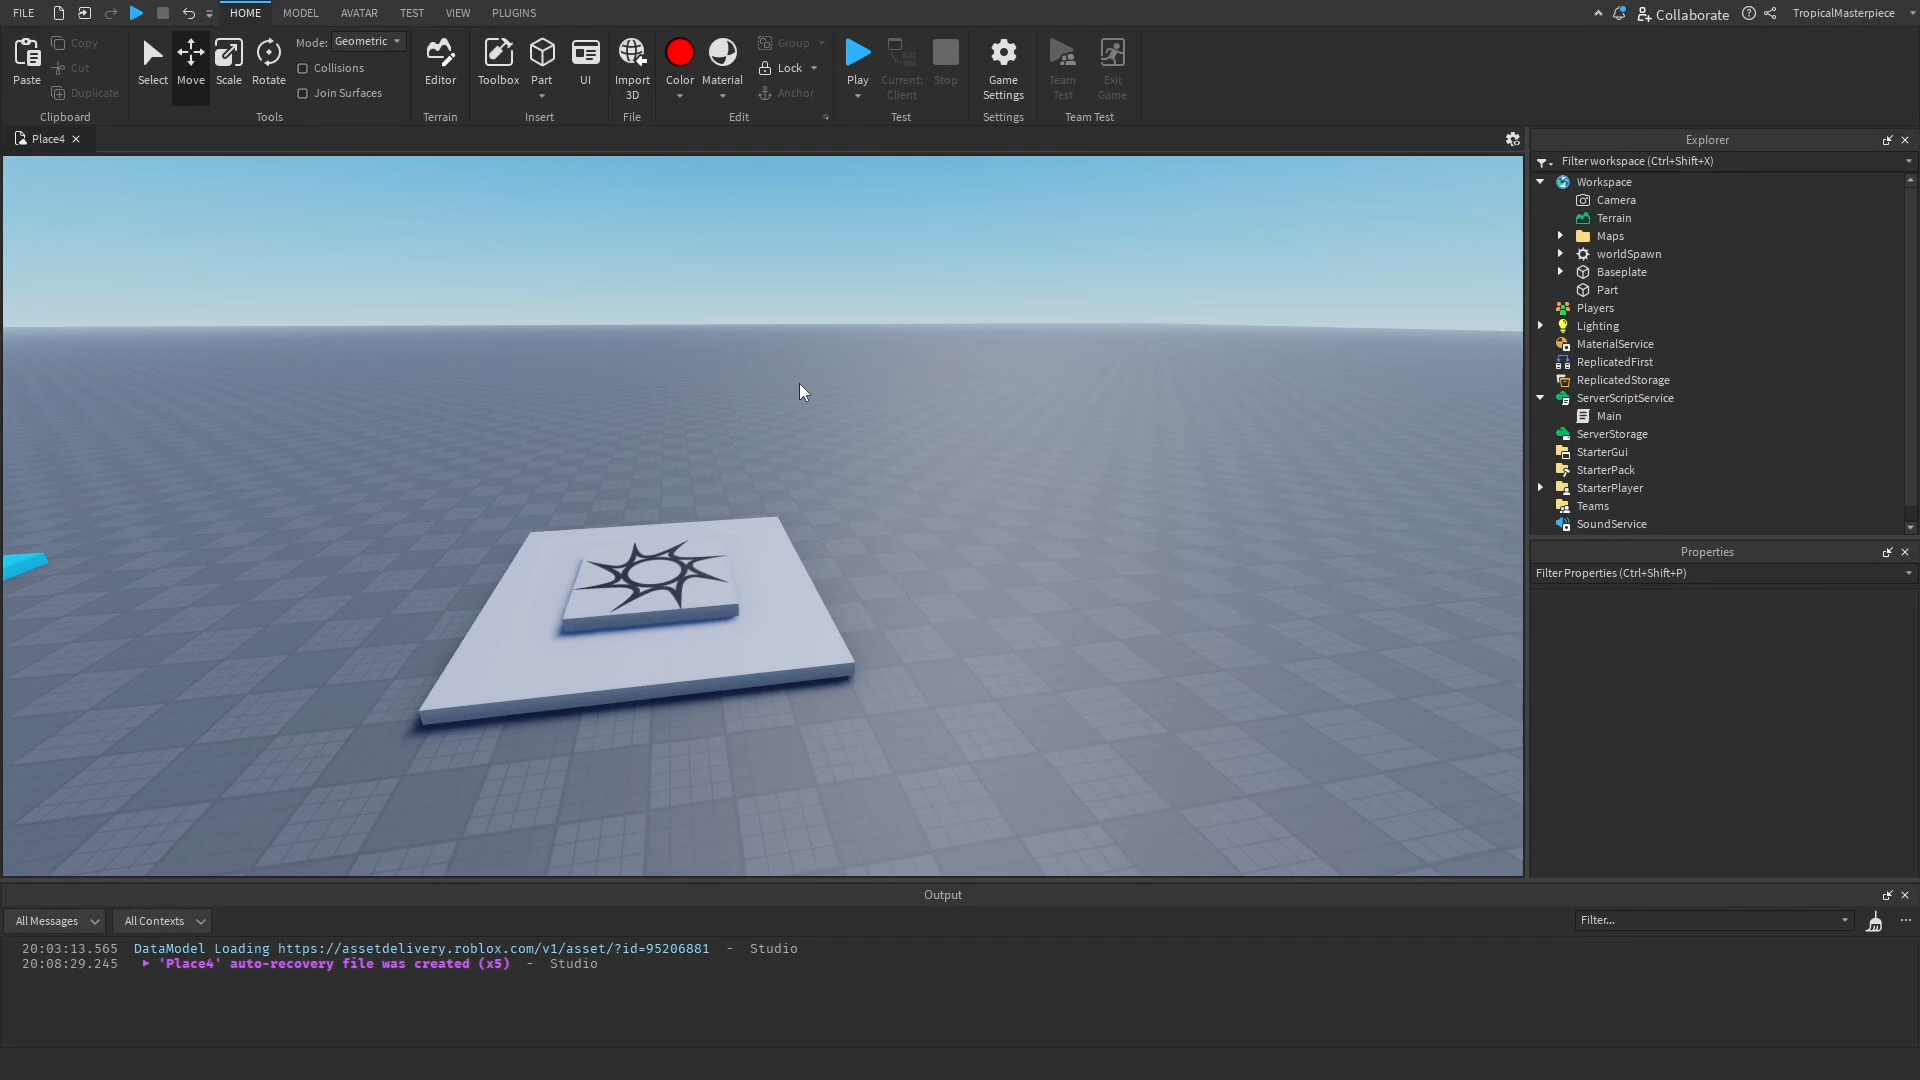 FILE HOME MODEL AVATAR TEST VIEW PLUGINS Collaborate TropicalMasterpiece
Paste Copy Cut Duplicate
Clipboard
Select Move Scale Rotate
Mode: Geometric
Collisions
Join Surfaces
Tools
Editor
Terrain
Toolbox Part UI
Insert
Import
3D
File
Color Material
Group
Lock
Anchor
Edit
Play
Current:
Client
Stop
Test
Game
Settings
Settings
Team
Test
Exit
Game
Team Test
Place4
Explorer
Filter workspace (Ctrl+Shift+X)
Workspace
Camera
Terrain
Maps
worldSpawn
Baseplate
Part
Players
Lighting
MaterialService
ReplicatedFirst
ReplicatedStorage
ServerScriptService
Main
ServerStorage
StarterGui
StarterPack
StarterPlayer
Teams
SoundService
Properties
Filter Properties (Ctrl+Shift+P)
Output
All Messages All Contexts Filter...
20:03:13.565 DataModel Loading https://assetdelivery.roblox.com/v1/asset/?id=95206881 - Studio
20:08:29.245 'Place4' auto-recovery file was created (x5) - Studio